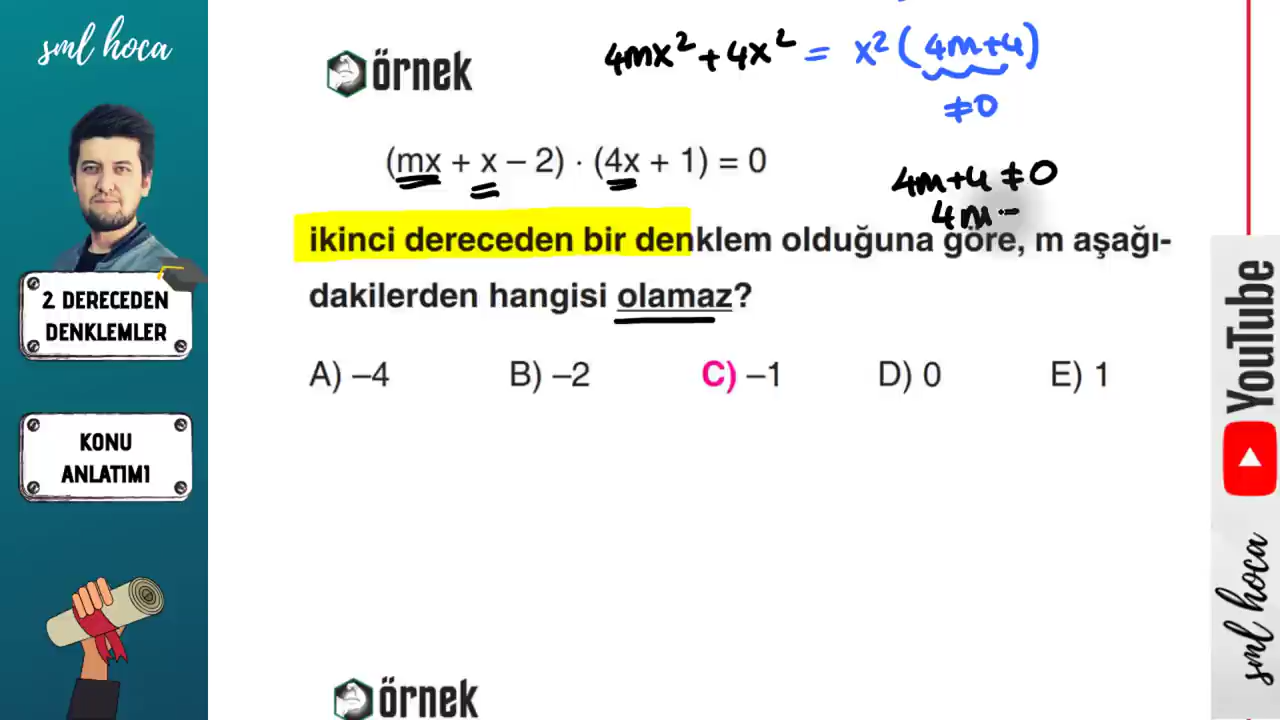 sml hoca
örnek
4mx² + 4x² = x² (4m+4)
≠0
(mx + x – 2) · (4x + 1) = 0
4m+4 ≠ 0
4m
ikinci dereceden bir denklem olduğuna göre, m aşağı-
dakilerden hangisi olamaz?
A) –4 B) –2 C) –1 D) 0 E) 1
2 DERECEDEN
DENKLEMLER
KONU
ANLATIMI
YouTube
sml hoca
örnek